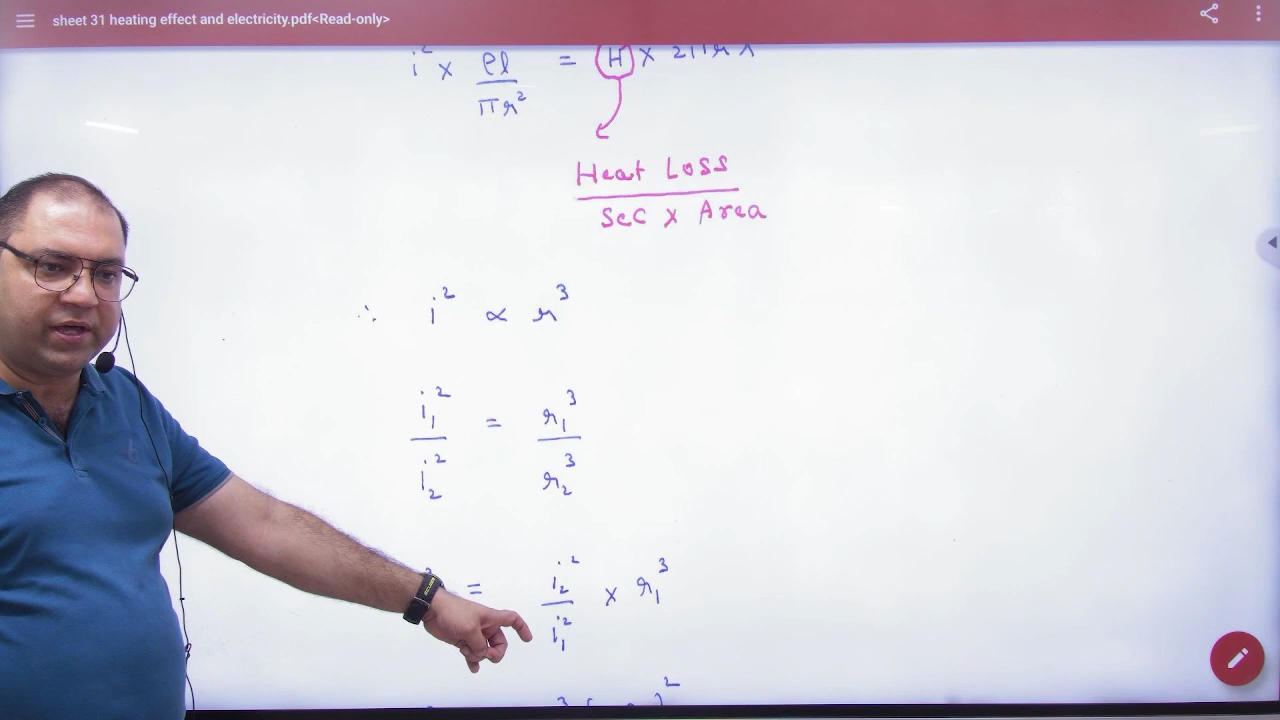 sheet 31 heating effect and electricity.pdf<Read-only>
i² × ρl / πr² = H × 2πr
Heat Loss
Sec × Area
∴ i² ∝ r³
i₁² / i₂² = r₁³ / r₂³
³ = i₂² / i₁² × r₁³